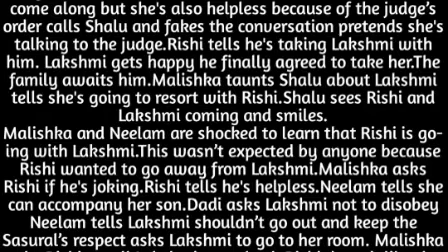 come along but she's also helpless because of the judge's
order calls Shalu and fakes the conversation pretends she's
talking to the judge.Rishi tells he's taking Lakshmi with
him. Lakshmi gets happy he finally agreed to take her.The
family awaits him.Malishka taunts Shalu about Lakshmi
tells she's going to resort with Rishi.Shalu sees Rishi and
Lakshmi coming and smiles.
Malishka and Neelam are shocked to learn that Rishi is go-
ing with Lakshmi.This wasn't expected by anyone because
Rishi wanted to go away from Lakshmi.Malishka asks
Rishi if he's joking.Rishi tells he's helpless.Neelam tells she
can accompany her son.Dadi asks Lakshmi not to disobey
Neelam tells Lakshmi shouldn't go out and keep the
Sasural's respect asks Lakshmi to go to her room. Malishka